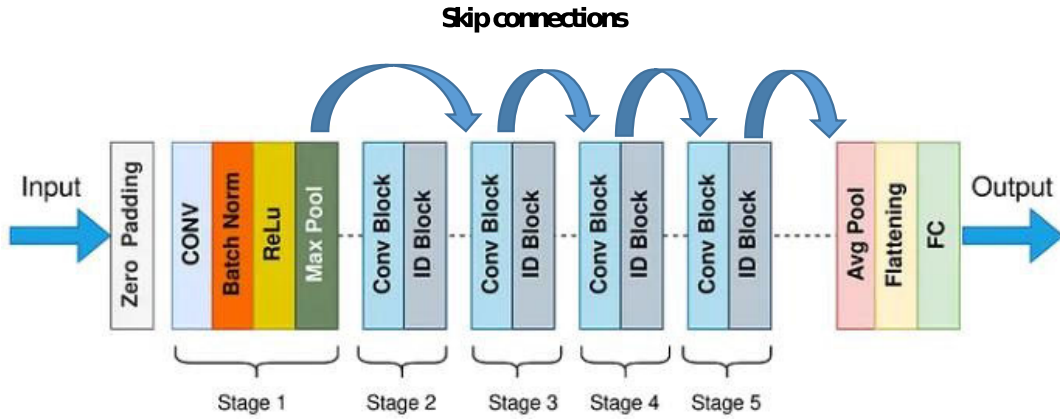 Skip connections
Input
Zero Padding
CONV
Batch Norm
ReLu
Max Pool
Conv Block
ID Block
Conv Block
ID Block
Conv Block
ID Block
Conv Block
ID Block
Avg Pool
Flattening
FC
Output
Stage 1
Stage 2
Stage 3
Stage 4
Stage 5